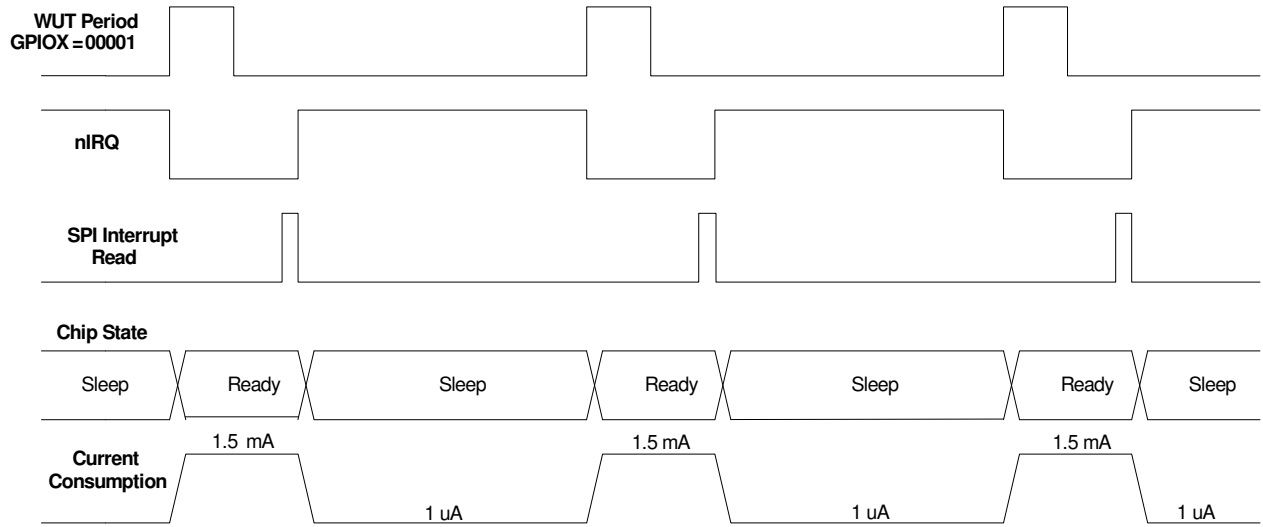 WUT Period
GPIOX = 00001
nIRQ
SPI Interrupt
Read
Chip State
Sleep Ready Sleep Ready Sleep Ready Sleep
1.5 mA 1.5 mA 1.5 mA
Current
Consumption
1 uA 1 uA 1 uA